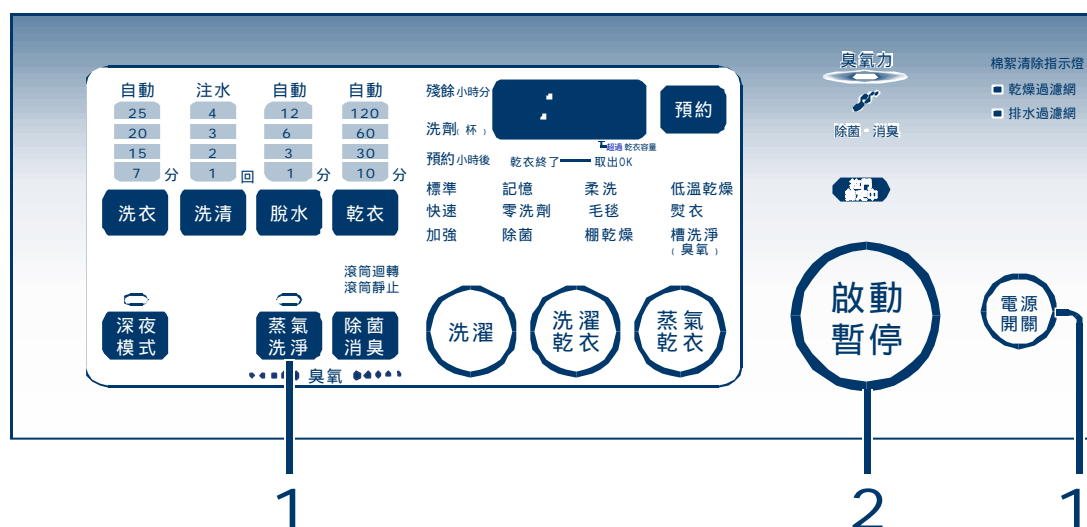 自動 注水 自動 自動
25 4 12 120
20 3 6 60
15 2 3 30
7 分 1 回 1 分 10 分
洗衣 洗清 脫水 乾衣
滾筒迴轉
滾筒靜止
深夜
模式
蒸氣
洗淨
除菌
消臭
臭氧
殘餘小時分
洗劑(杯)
預約小時後
:
預約
超過乾衣容量
乾衣終了 取出OK
標準 記憶 柔洗 低溫乾燥
快速 零洗劑 毛毯 熨衣
加強 除菌 棚乾燥 槽洗淨
(臭氧)
洗濯
洗濯
乾衣
蒸氣
乾衣
臭氧力
除菌・消臭
棉絮清除指示燈
乾燥過濾網
排水過濾網
啟動
暫停
電源
開關
1 2 1